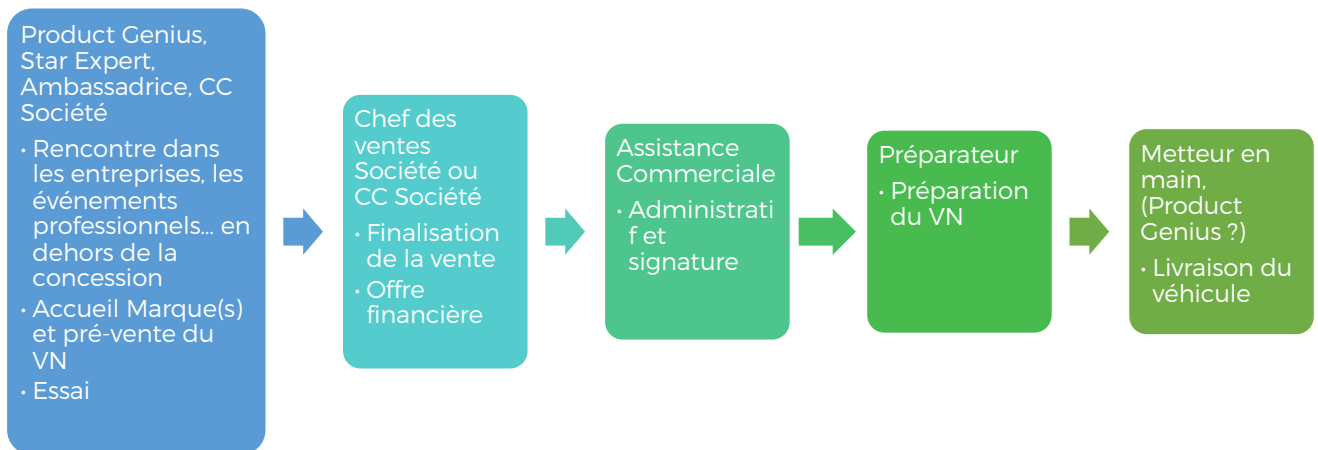 Product Genius,
Star Expert,
Ambassadrice, CC
Société
• Rencontre dans
les entreprises, les
événements
professionnels... en
dehors de la
concession
• Accueil Marque(s)
et pré-vente du
VN
• Essai
Chef des
ventes
Société ou
CC Société
• Finalisation
de la vente
• Offre
financière
Assistance
Commerciale
• Administrati
f et
signature
Préparateur
• Préparation
du VN
Metteur en
main,
(Product
Genius ?)
• Livraison du
véhicule